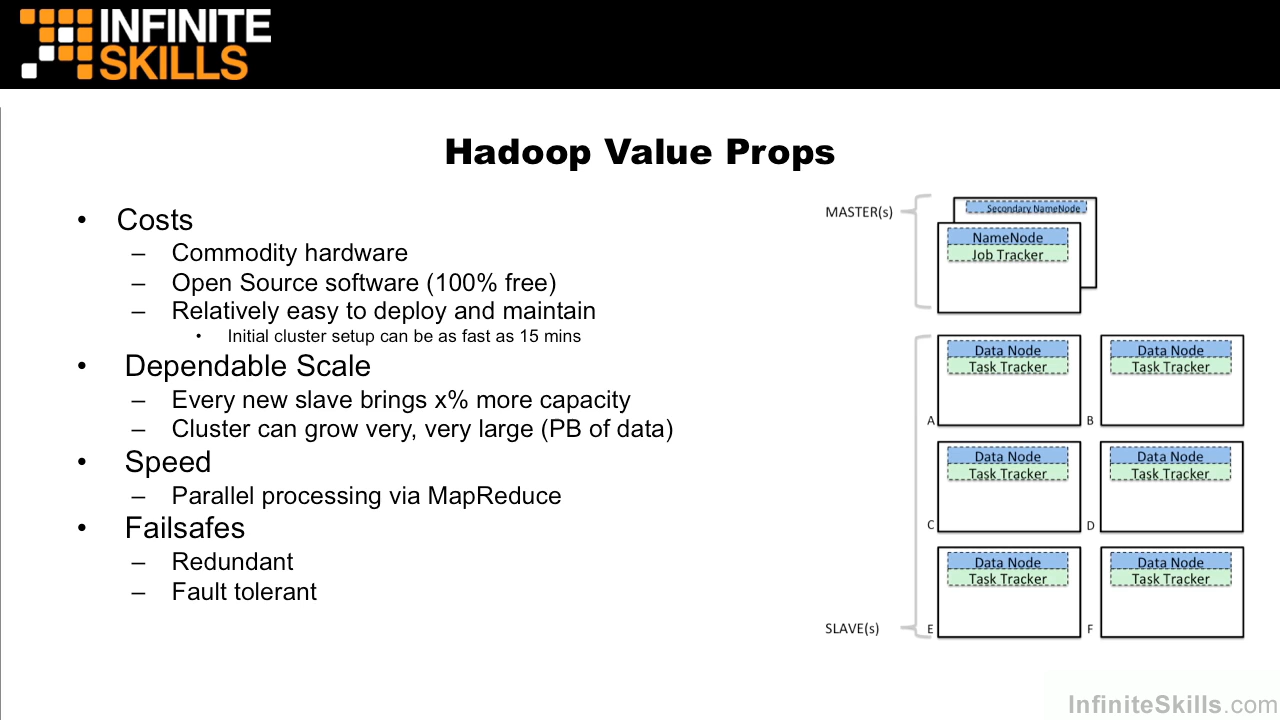 INFINITE
SKILLS
Hadoop Value Props
• Costs
– Commodity hardware
– Open Source software (100% free)
– Relatively easy to deploy and maintain
• Initial cluster setup can be as fast as 15 mins
• Dependable Scale
– Every new slave brings x% more capacity
– Cluster can grow very, very large (PB of data)
• Speed
– Parallel processing via MapReduce
• Failsafes
– Redundant
– Fault tolerant
MASTER(s)
Secondary NameNode
NameNode
Job Tracker
Data Node
Task Tracker
A
Data Node
Task Tracker
B
Data Node
Task Tracker
C
Data Node
Task Tracker
D
Data Node
Task Tracker
E
Data Node
Task Tracker
F
SLAVE(s)
InfiniteSkills.com